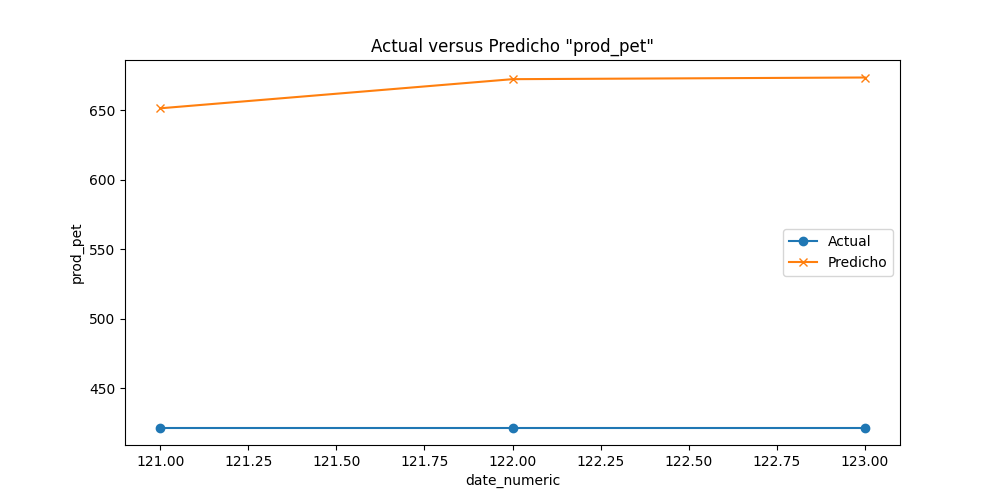 Actual versus Predicho "prod_pet"
prod_pet
650
600
550
500
450
Actual
Predicho
121.00 121.25 121.50 121.75 122.00 122.25 122.50 122.75 123.00
date_numeric